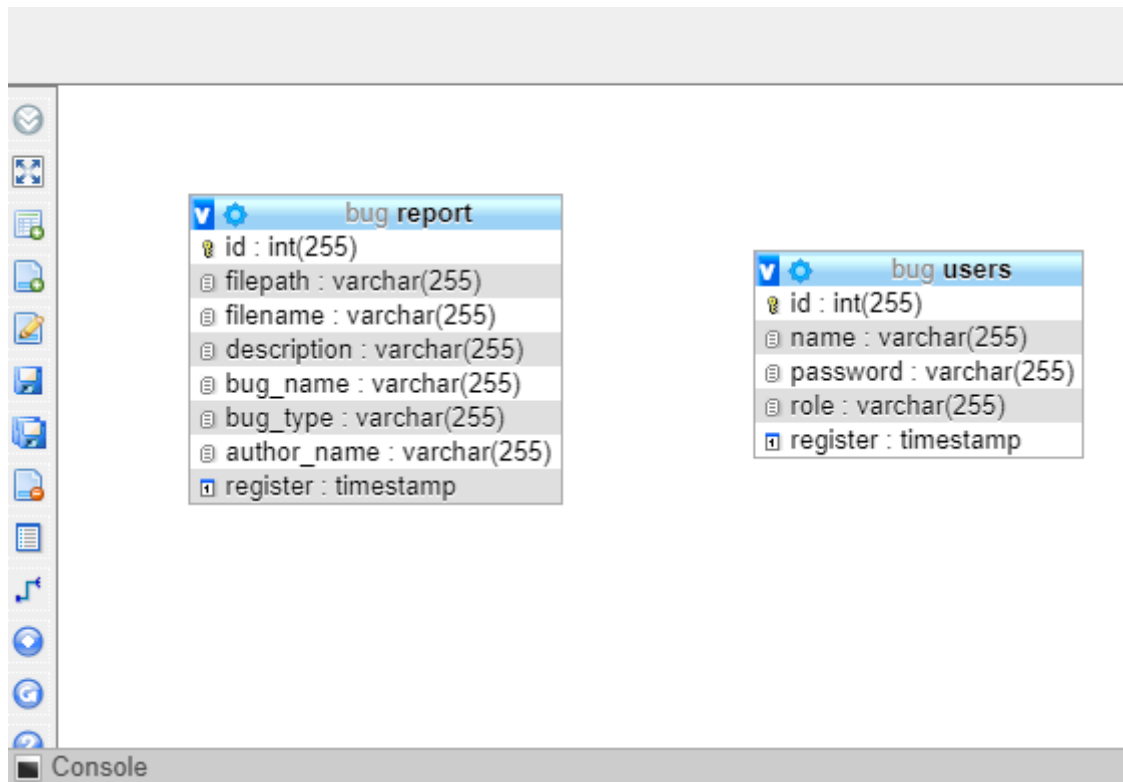 bug report
id : int(255)
filepath : varchar(255)
filename : varchar(255)
description : varchar(255)
bug_name : varchar(255)
bug_type : varchar(255)
author_name : varchar(255)
register : timestamp
bug users
id : int(255)
name : varchar(255)
password : varchar(255)
role : varchar(255)
register : timestamp
Console